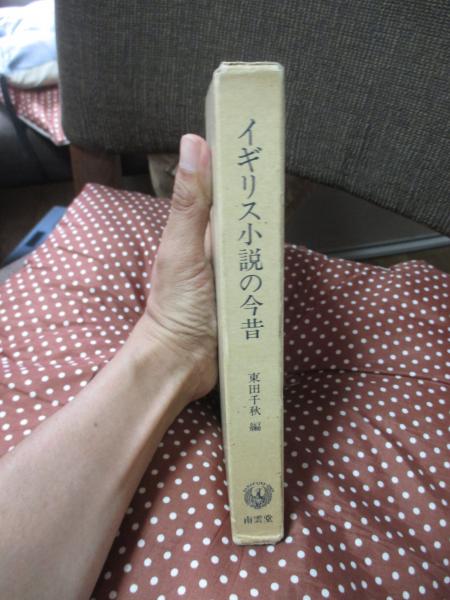 イギリス小説の今昔
東田千秋 編
南雲堂